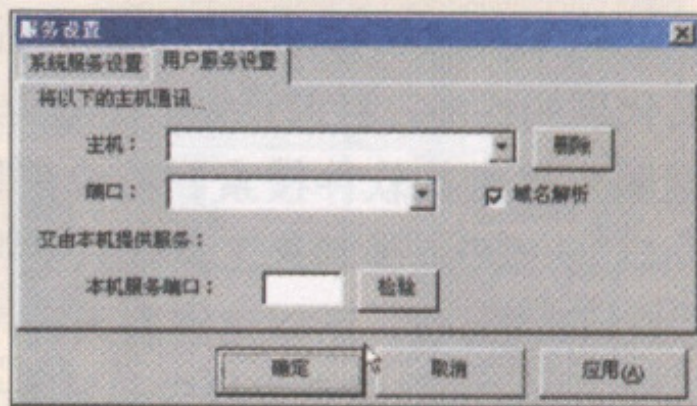 服务设置
系统服务设置 用户服务设置
将以下的主机通讯...
主机： 删除
端口： 域名解析
交由本机提供服务：
本机服务端口： 检验
确定 取消 应用(A)